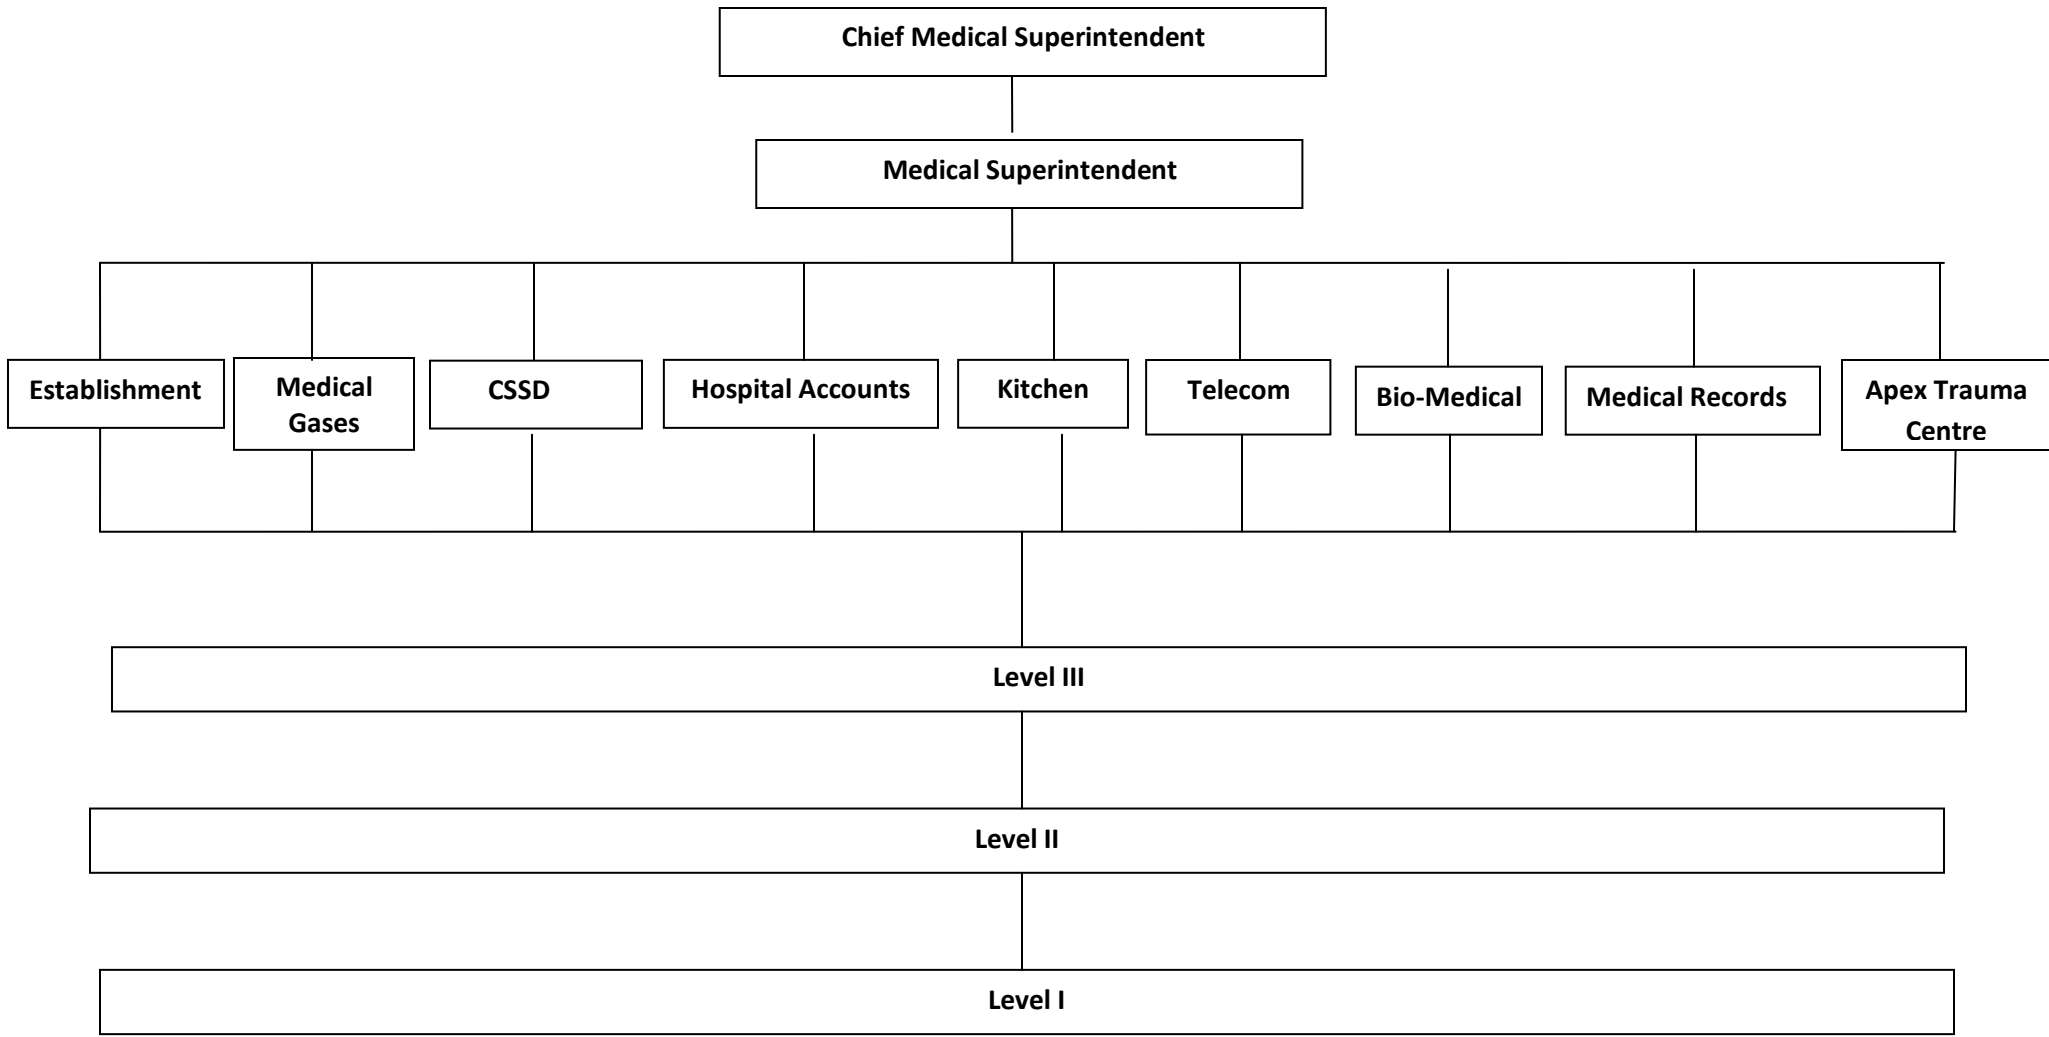 Chief Medical Superintendent
Medical Superintendent
Establishment
Medical
Gases
CSSD
Hospital Accounts
Kitchen
Telecom
Bio-Medical
Medical Records
Apex Trauma
Centre
Level III
Level II
Level I